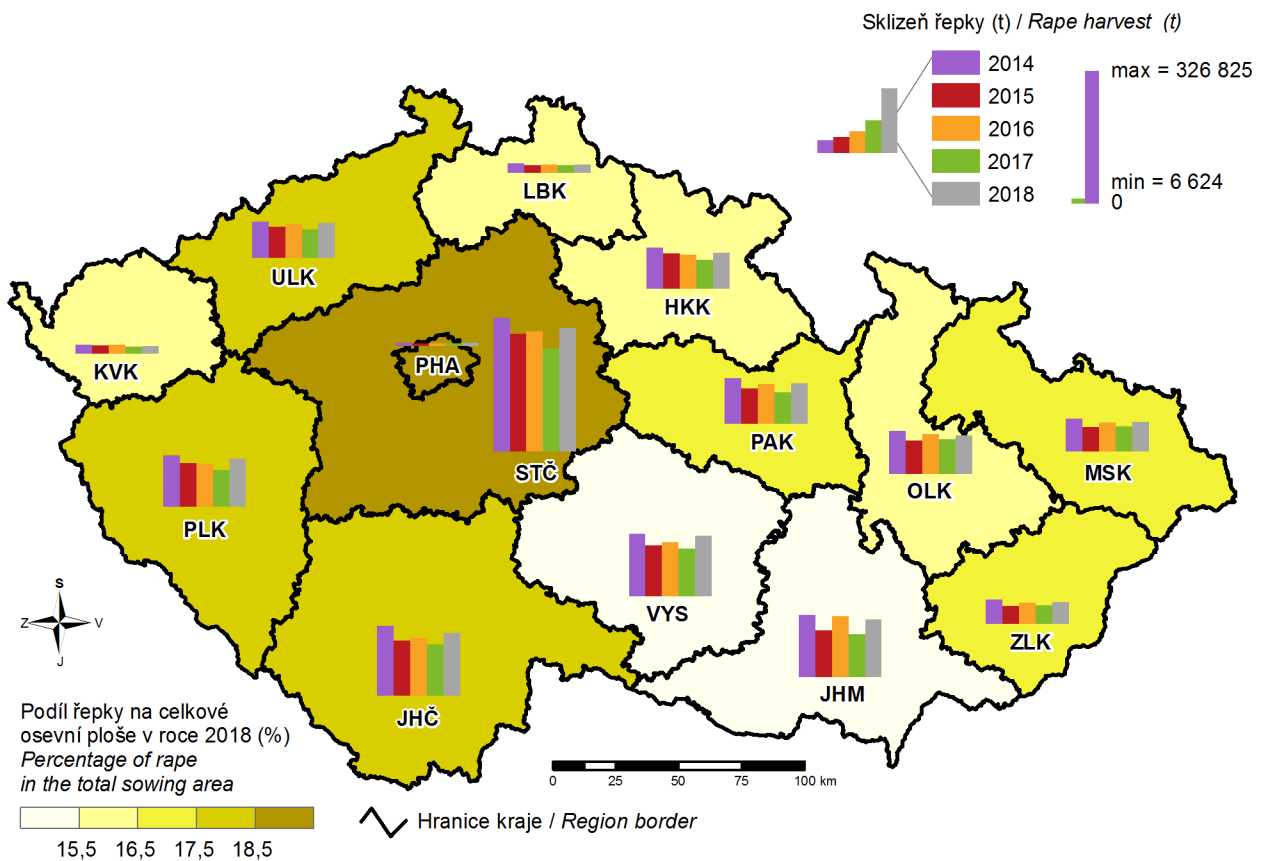 Sklizeň řepky (t) / Rape harvest (t)
2014
2015
2016
2017
2018
max = 326 825
min = 6 624
0
LBK
ULK
HKK
KVK
PHA
STČ
PAK
OLK
MSK
PLK
VYS
ZLK
JHM
JHČ
S
Z
V
J
Podíl řepky na celkové
osevní ploše v roce 2018 (%)
Percentage of rape
in the total sowing area
15,5 16,5 17,5 18,5
Hranice kraje / Region border
0 25 50 75 100 km